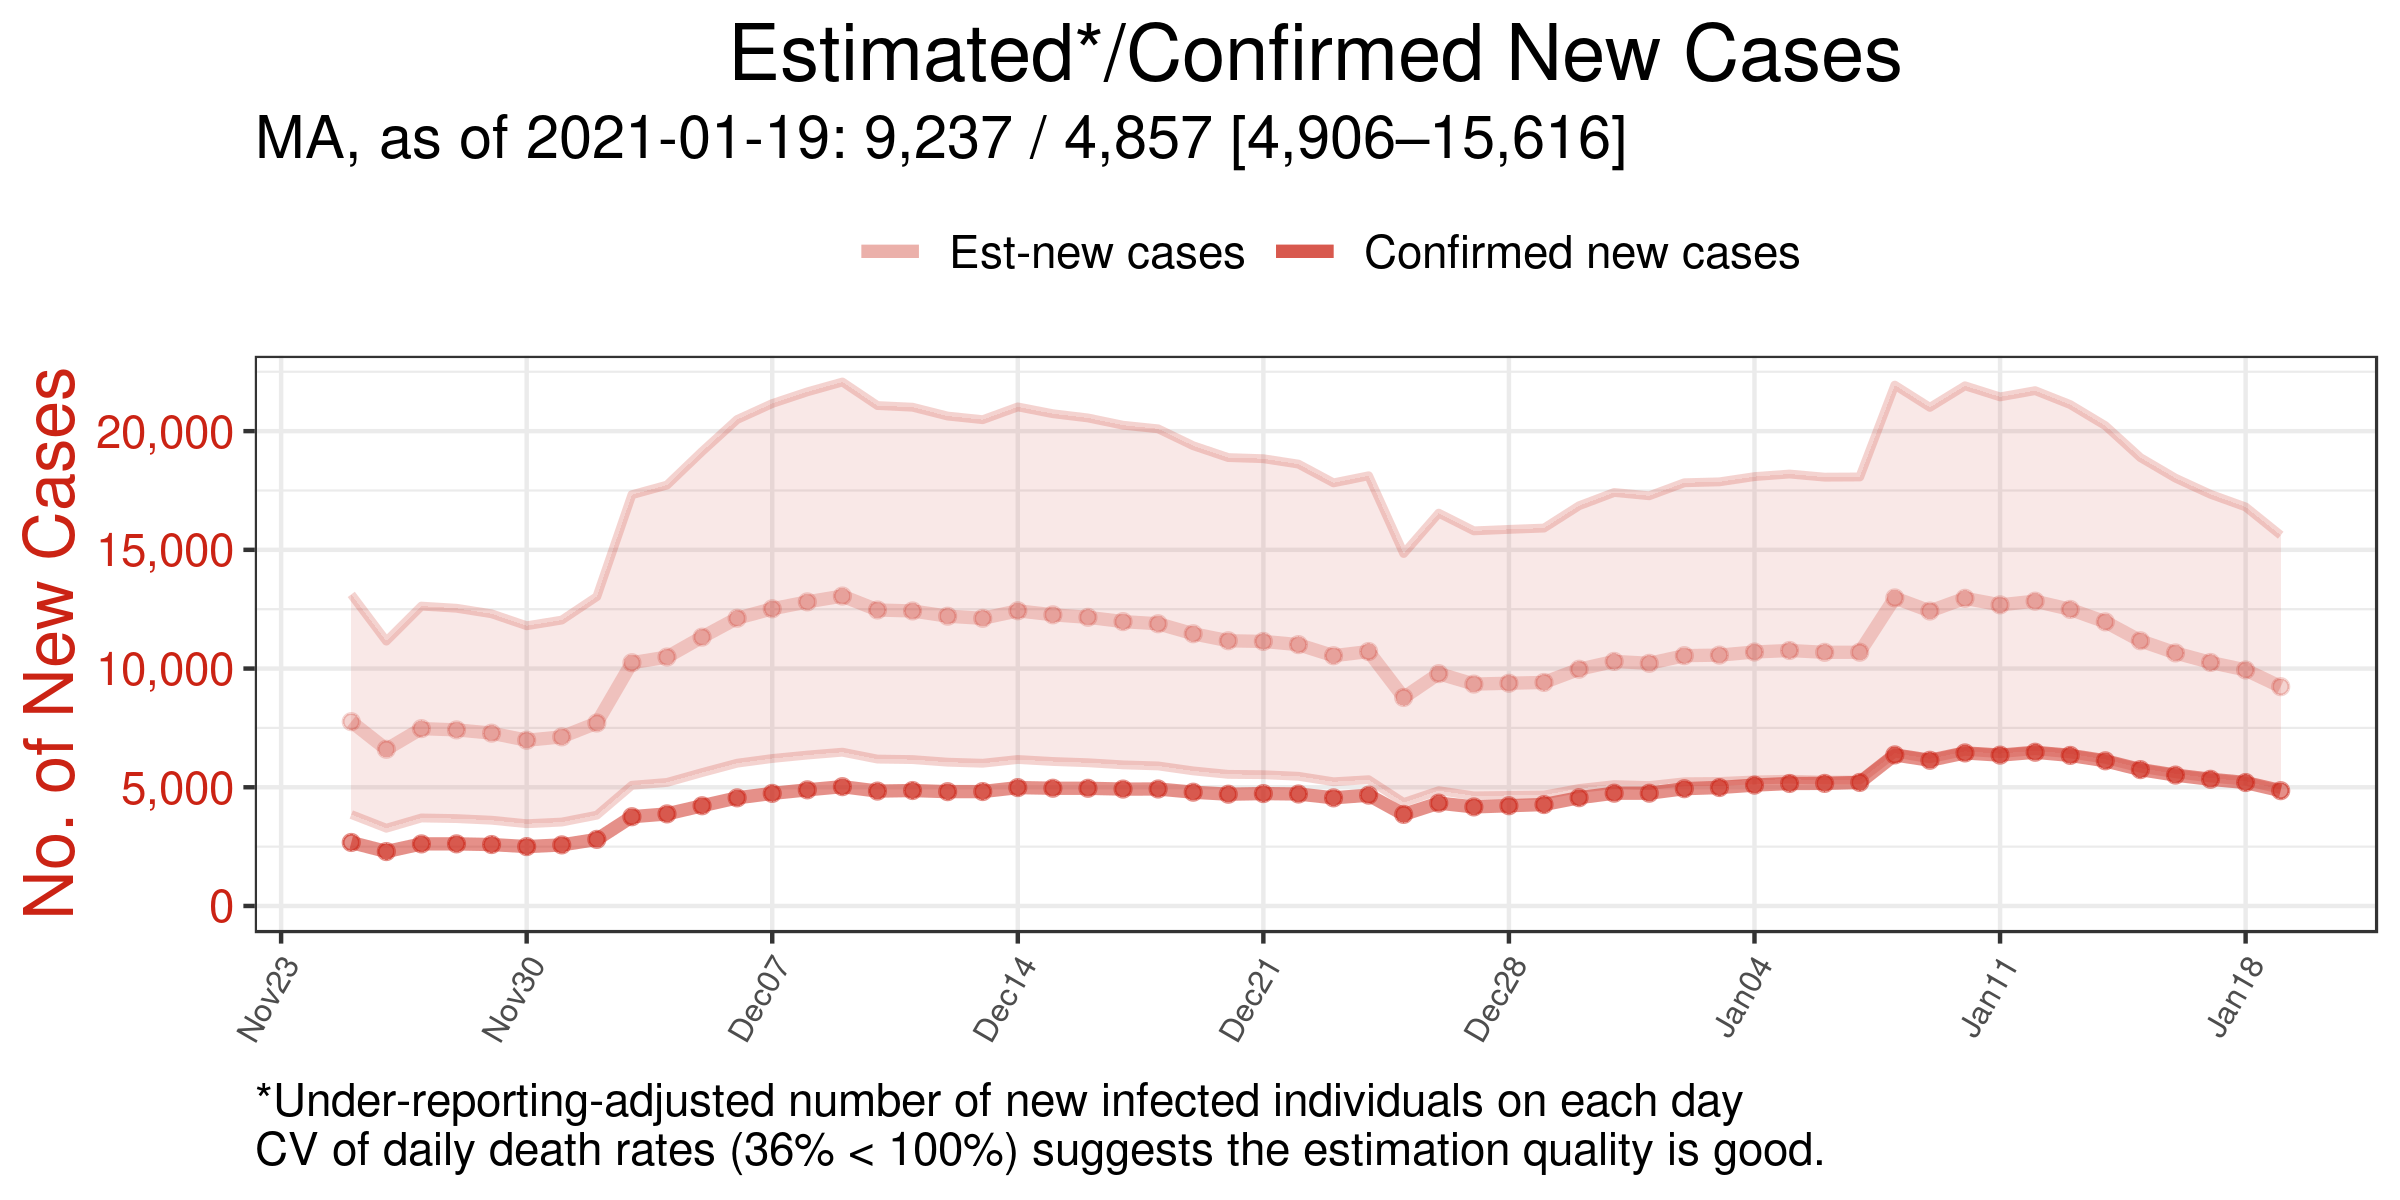 Estimated*/Confirmed New Cases
MA, as of 2021-01-19: 9,237 / 4,857 [4,906–15,616]
Est-new cases Confirmed new cases
No. of New Cases
20,000
15,000
10,000
5,000
0
Nov23 Nov30 Dec07 Dec14 Dec21 Dec28 Jan04 Jan11 Jan18
*Under-reporting-adjusted number of new infected individuals on each day
CV of daily death rates (36% < 100%) suggests the estimation quality is good.